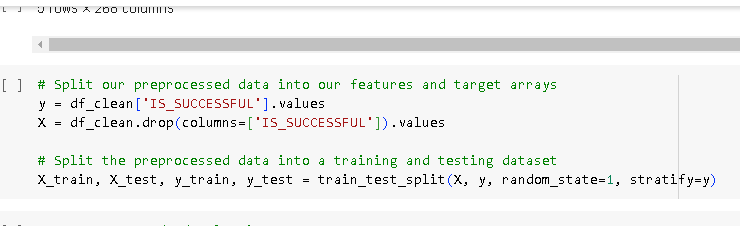 [ ] 5 rows × 268 columns
[ ] # Split our preprocessed data into our features and target arrays
y = df_clean['IS_SUCCESSFUL'].values
X = df_clean.drop(columns=['IS_SUCCESSFUL']).values
# Split the preprocessed data into a training and testing dataset
X_train, X_test, y_train, y_test = train_test_split(X, y, random_state=1, stratify=y)